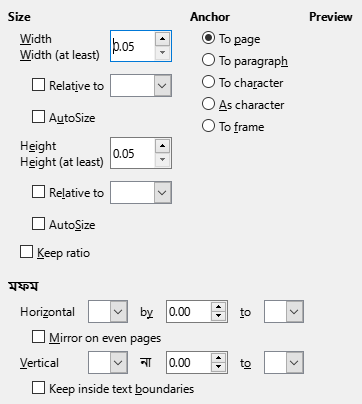 Size Anchor Preview
Width
Width (at least) 0.05 To page
To paragraph
Relative to To character
As character
AutoSize To frame
Height
Height (at least) 0.05
Relative to
AutoSize
Keep ratio
মফম
Horizontal by 0.00 to
Mirror on even pages
Vertical না 0.00 to
Keep inside text boundaries